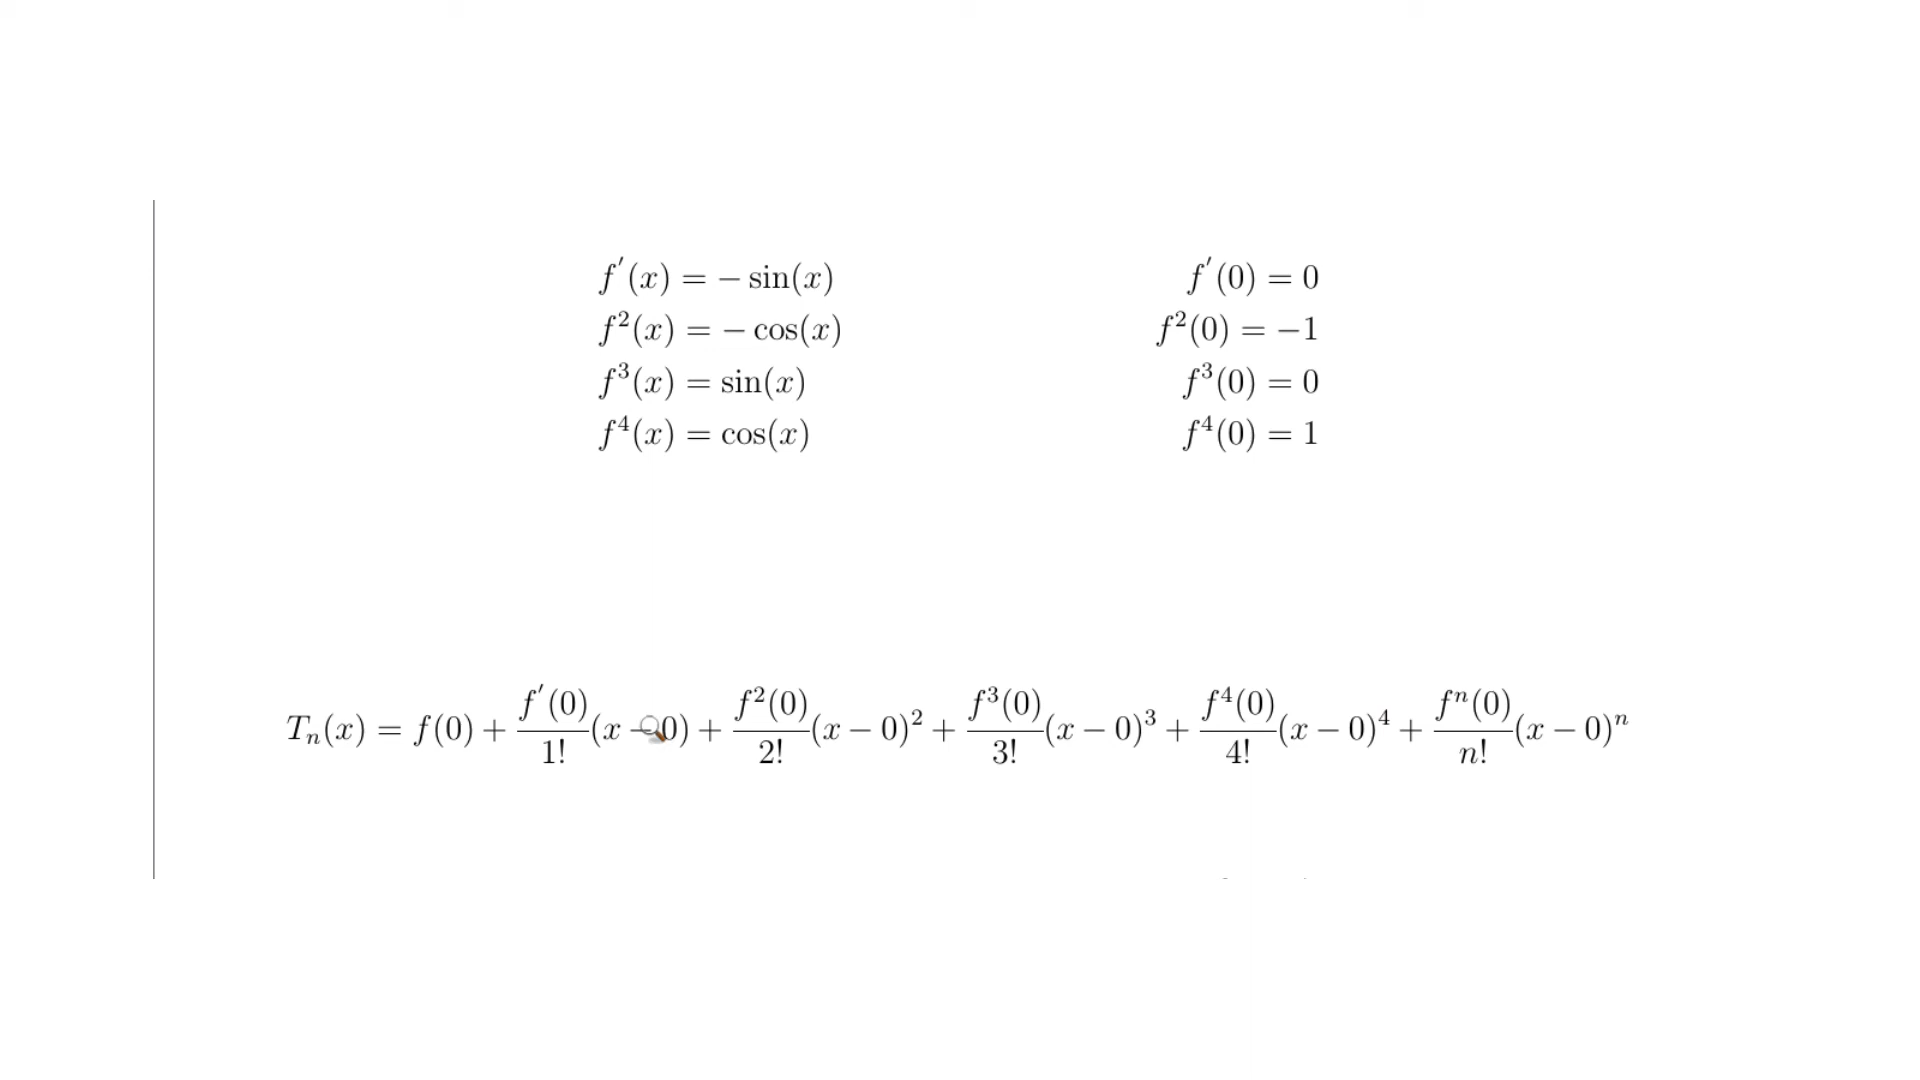 f′(x) = − sin(x) f′(0) = 0
f²(x) = − cos(x) f²(0) = −1
f³(x) = sin(x) f³(0) = 0
f⁴(x) = cos(x) f⁴(0) = 1
Tₙ(x) = f(0) + f′(0)/1! (x − 0) + f²(0)/2! (x − 0)² + f³(0)/3! (x − 0)³ + f⁴(0)/4! (x − 0)⁴ + fⁿ(0)/n! (x − 0)ⁿ